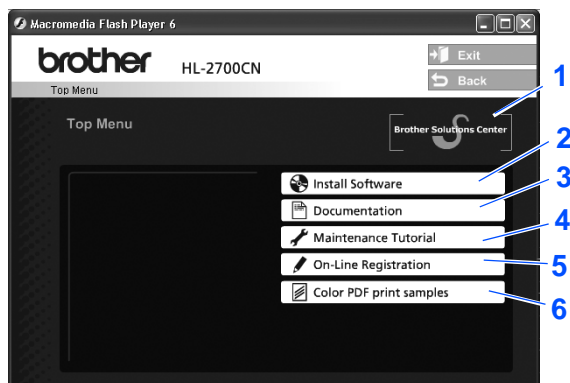 Macromedia Flash Player 6
brother
HL-2700CN
Exit
Back
Top Menu
Top Menu
Brother Solutions Center
1
Install Software
2
Documentation
3
Maintenance Tutorial
4
On-Line Registration
5
Color PDF print samples
6